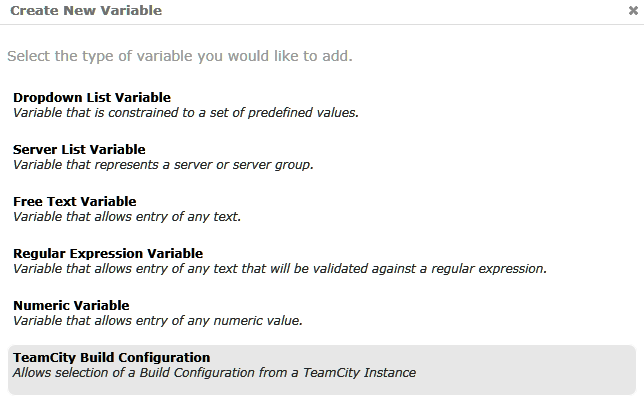 Create New Variable
Select the type of variable you would like to add.
Dropdown List Variable
Variable that is constrained to a set of predefined values.
Server List Variable
Variable that represents a server or server group.
Free Text Variable
Variable that allows entry of any text.
Regular Expression Variable
Variable that allows entry of any text that will be validated against a regular expression.
Numeric Variable
Variable that allows entry of any numeric value.
TeamCity Build Configuration
Allows selection of a Build Configuration from a TeamCity Instance